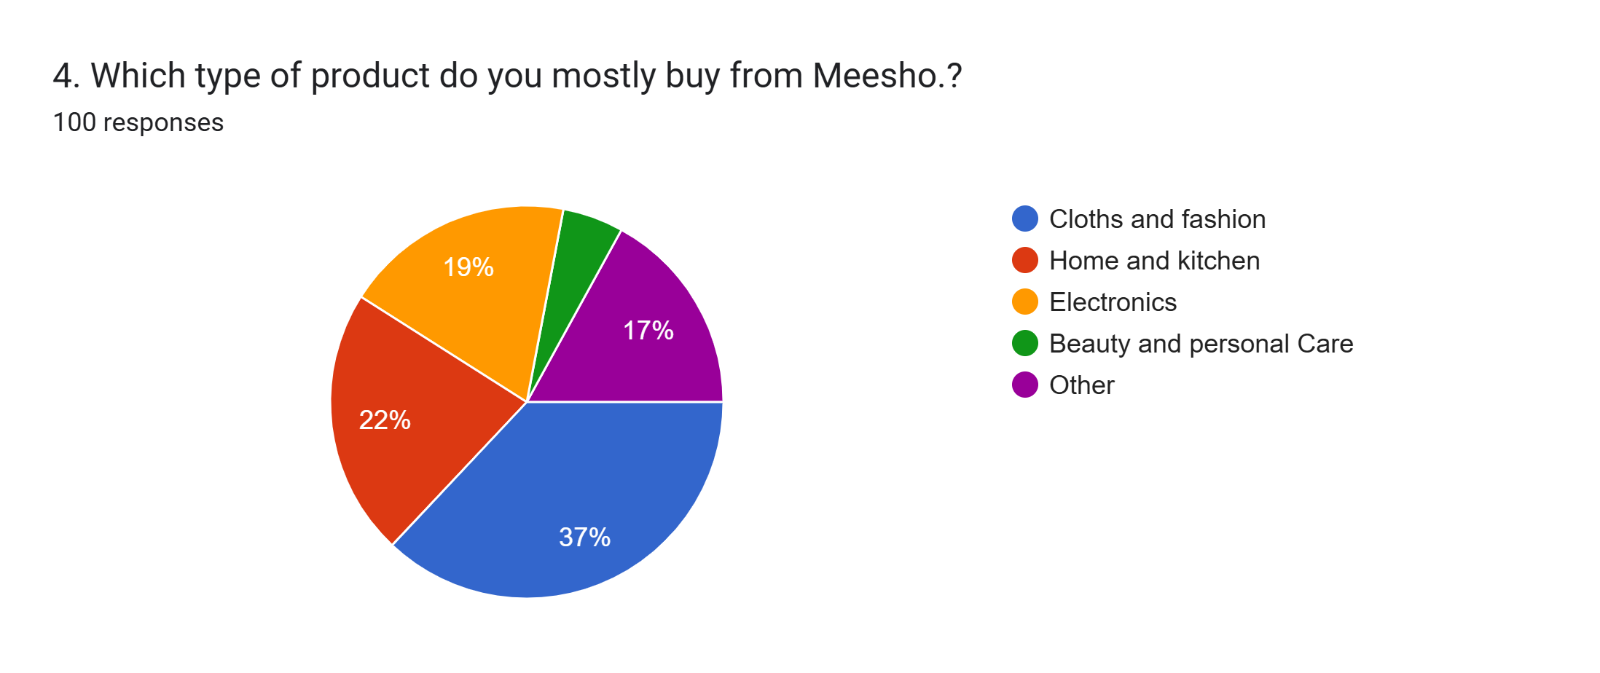 4. Which type of product do you mostly buy from Meesho.?
100 responses
19%
17%
22%
37%
Cloths and fashion
Home and kitchen
Electronics
Beauty and personal Care
Other